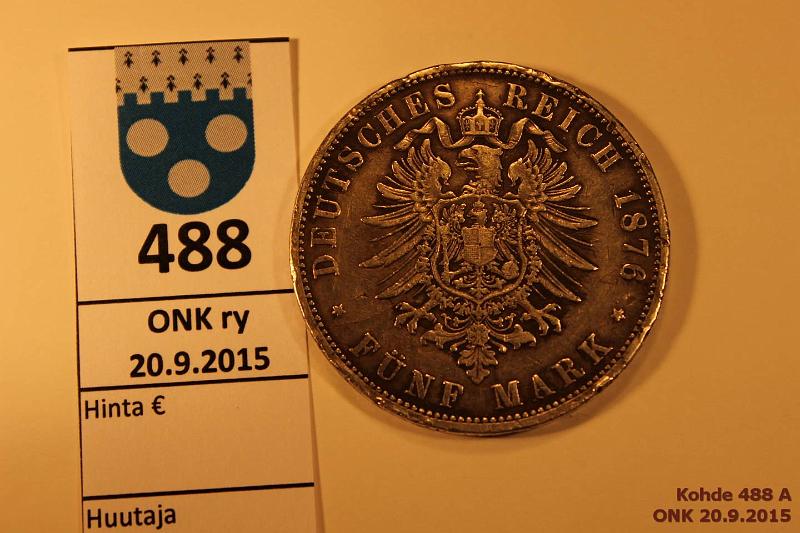 488
ONK ry
20.9.2015
Hinta €
Huutaja
DEUTSCHES REICH 1876
* FÜNF MARK *
Kohde 488 A
ONK 20.9.2015